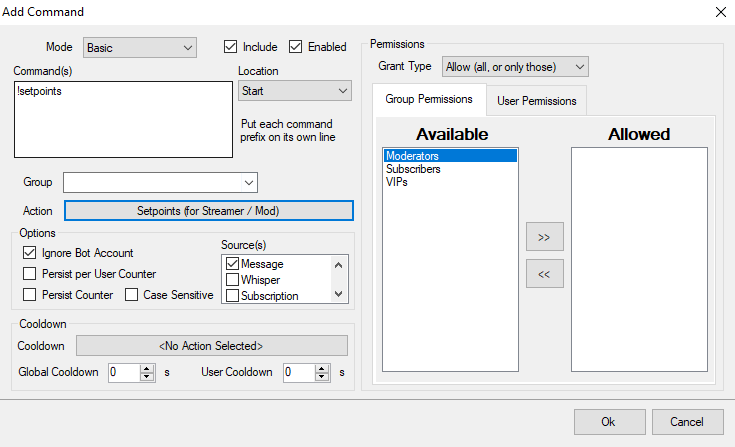 Add Command
Mode Basic Include Enabled
Command(s) Location
!setpoints Start
Put each command
prefix on its own line
Group
Action Setpoints (for Streamer / Mod)
Options
Ignore Bot Account
Persist per User Counter
Persist Counter Case Sensitive
Source(s)
Message
Whisper
Subscription
Cooldown
Cooldown <No Action Selected>
Global Cooldown 0 s User Cooldown 0 s
Permissions
Grant Type Allow (all, or only those)
Group Permissions User Permissions
Available Allowed
Moderators
Subscribers
VIPs
>>
<<
Ok Cancel